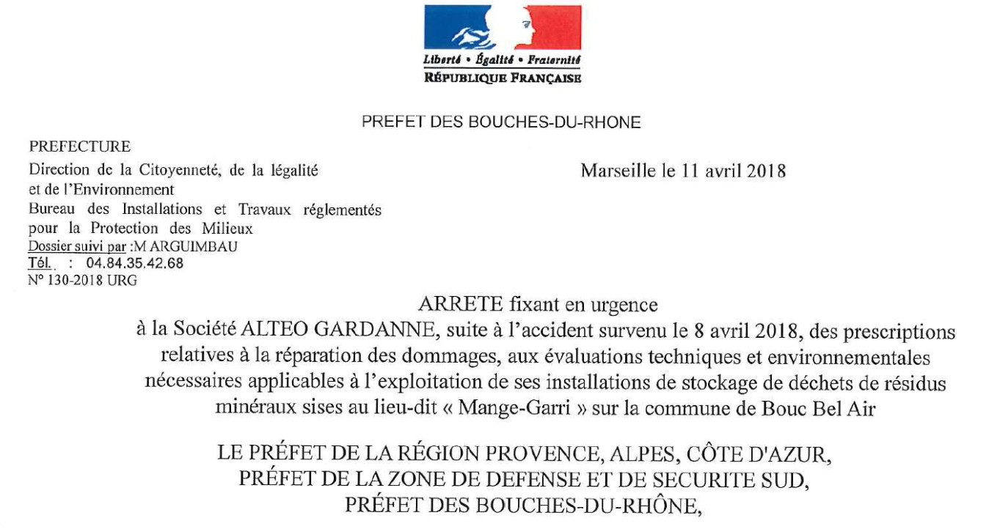 Liberté • Égalité • Fraternité
RÉPUBLIQUE FRANÇAISE
PREFET DES BOUCHES-DU-RHONE
PREFECTURE
Direction de la Citoyenneté, de la légalité
et de l'Environnement
Bureau des Installations et Travaux réglementés
pour la Protection des Milieux
Dossier suivi par :M ARGUIMBAU
Tél. : 04.84.35.42.68
N° 130-2018 URG
Marseille le 11 avril 2018
ARRETE fixant en urgence
à la Société ALTEO GARDANNE, suite à l'accident survenu le 8 avril 2018, des prescriptions
relatives à la réparation des dommages, aux évaluations techniques et environnementales
nécessaires applicables à l'exploitation de ses installations de stockage de déchets de résidus
minéraux sises au lieu-dit « Mange-Garri » sur la commune de Bouc Bel Air
LE PRÉFET DE LA RÉGION PROVENCE, ALPES, CÔTE D'AZUR,
PRÉFET DE LA ZONE DE DEFENSE ET DE SECURITE SUD,
PRÉFET DES BOUCHES-DU-RHÔNE,